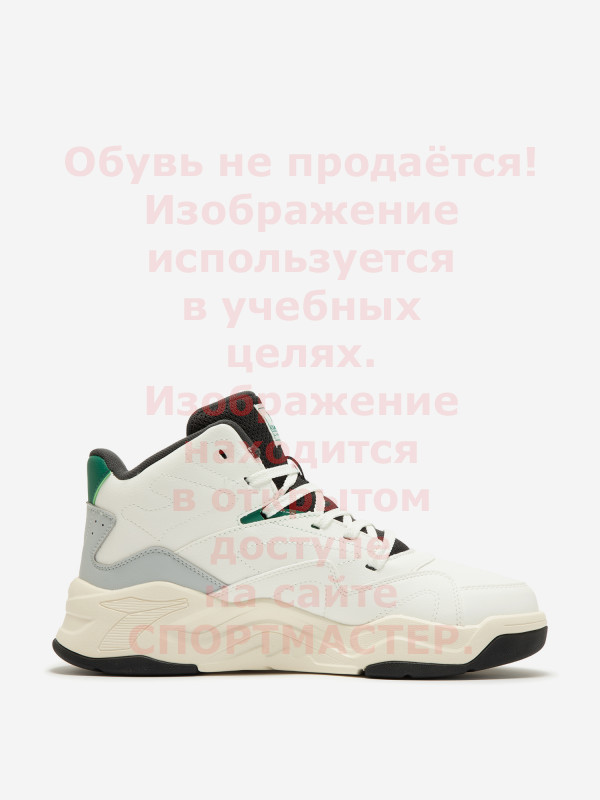 Обувь не продаётся!
Изображение
используется
в учебных
целях.
Изображение
находится
в открытом
доступе
на сайте
СПОРТМАСТЕР.